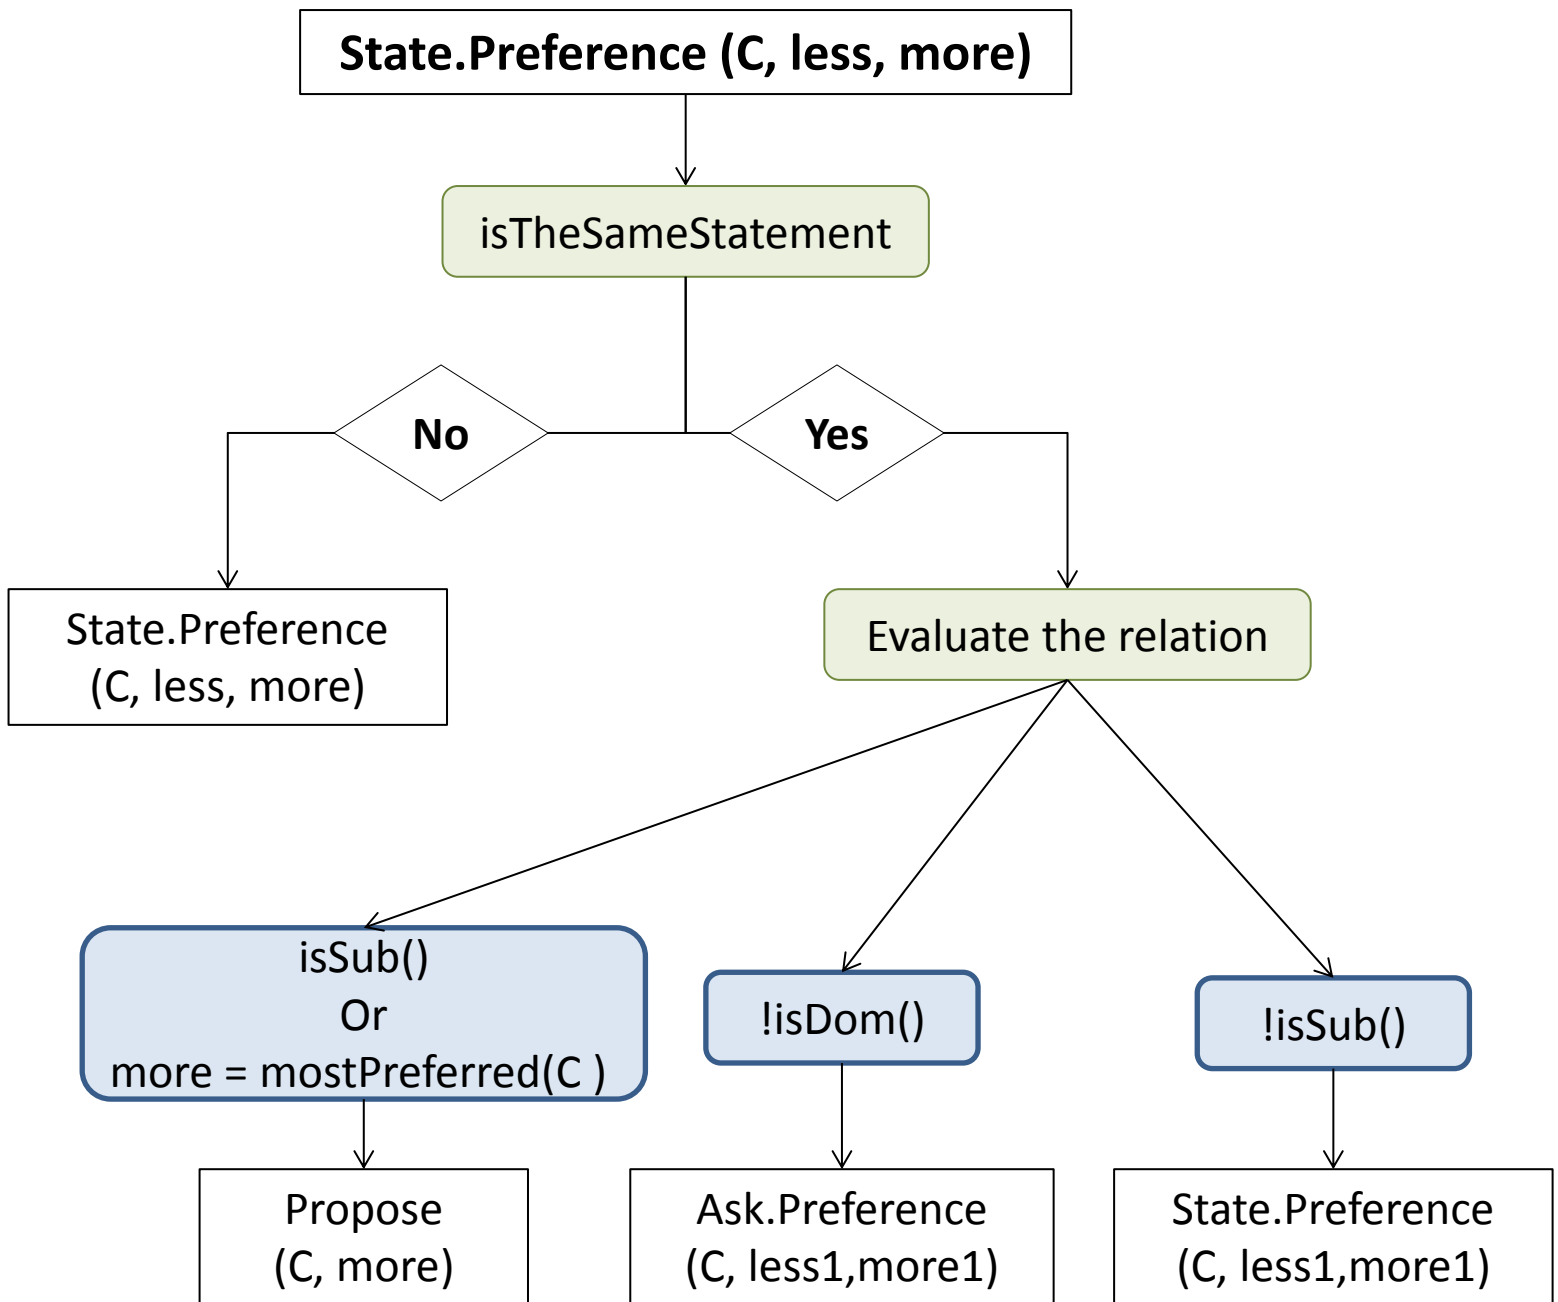 State.Preference (C, less, more)
isTheSameStatement
No
Yes
State.Preference
(C, less, more)
Evaluate the relation
isSub()
Or
more = mostPreferred(C )
!isDom()
!isSub()
Propose
(C, more)
Ask.Preference
(C, less1,more1)
State.Preference
(C, less1,more1)